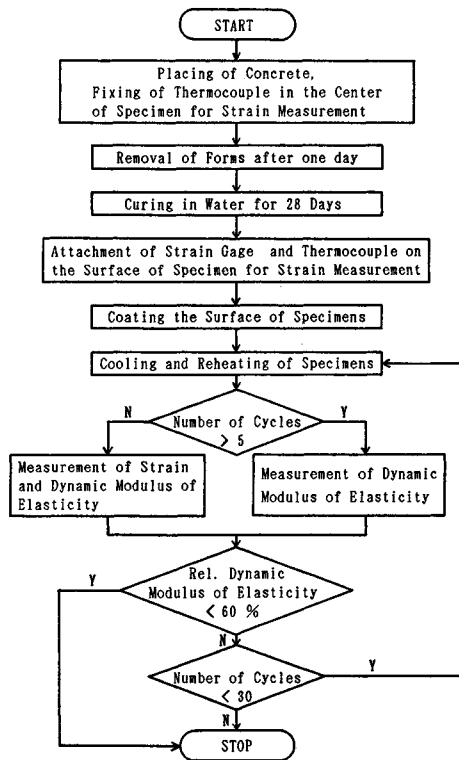 START
Placing of Concrete,
Fixing of Thermocouple in the Center
of Specimen for Strain Measurement
Removal of Forms after one day
Curing in Water for 28 Days
Attachment of Strain Gage and Thermocouple on
the Surface of Specimen for Strain Measurement
Coating the Surface of Specimens
Cooling and Reheating of Specimens
N
Number of Cycles
> 5
Y
Measurement of Strain
and Dynamic Modulus of
Elasticity
Measurement of Dynamic
Modulus of Elasticity
Y
Rel. Dynamic
Modulus of Elasticity
< 60 %
N
Number of Cycles
< 30
Y
N
STOP